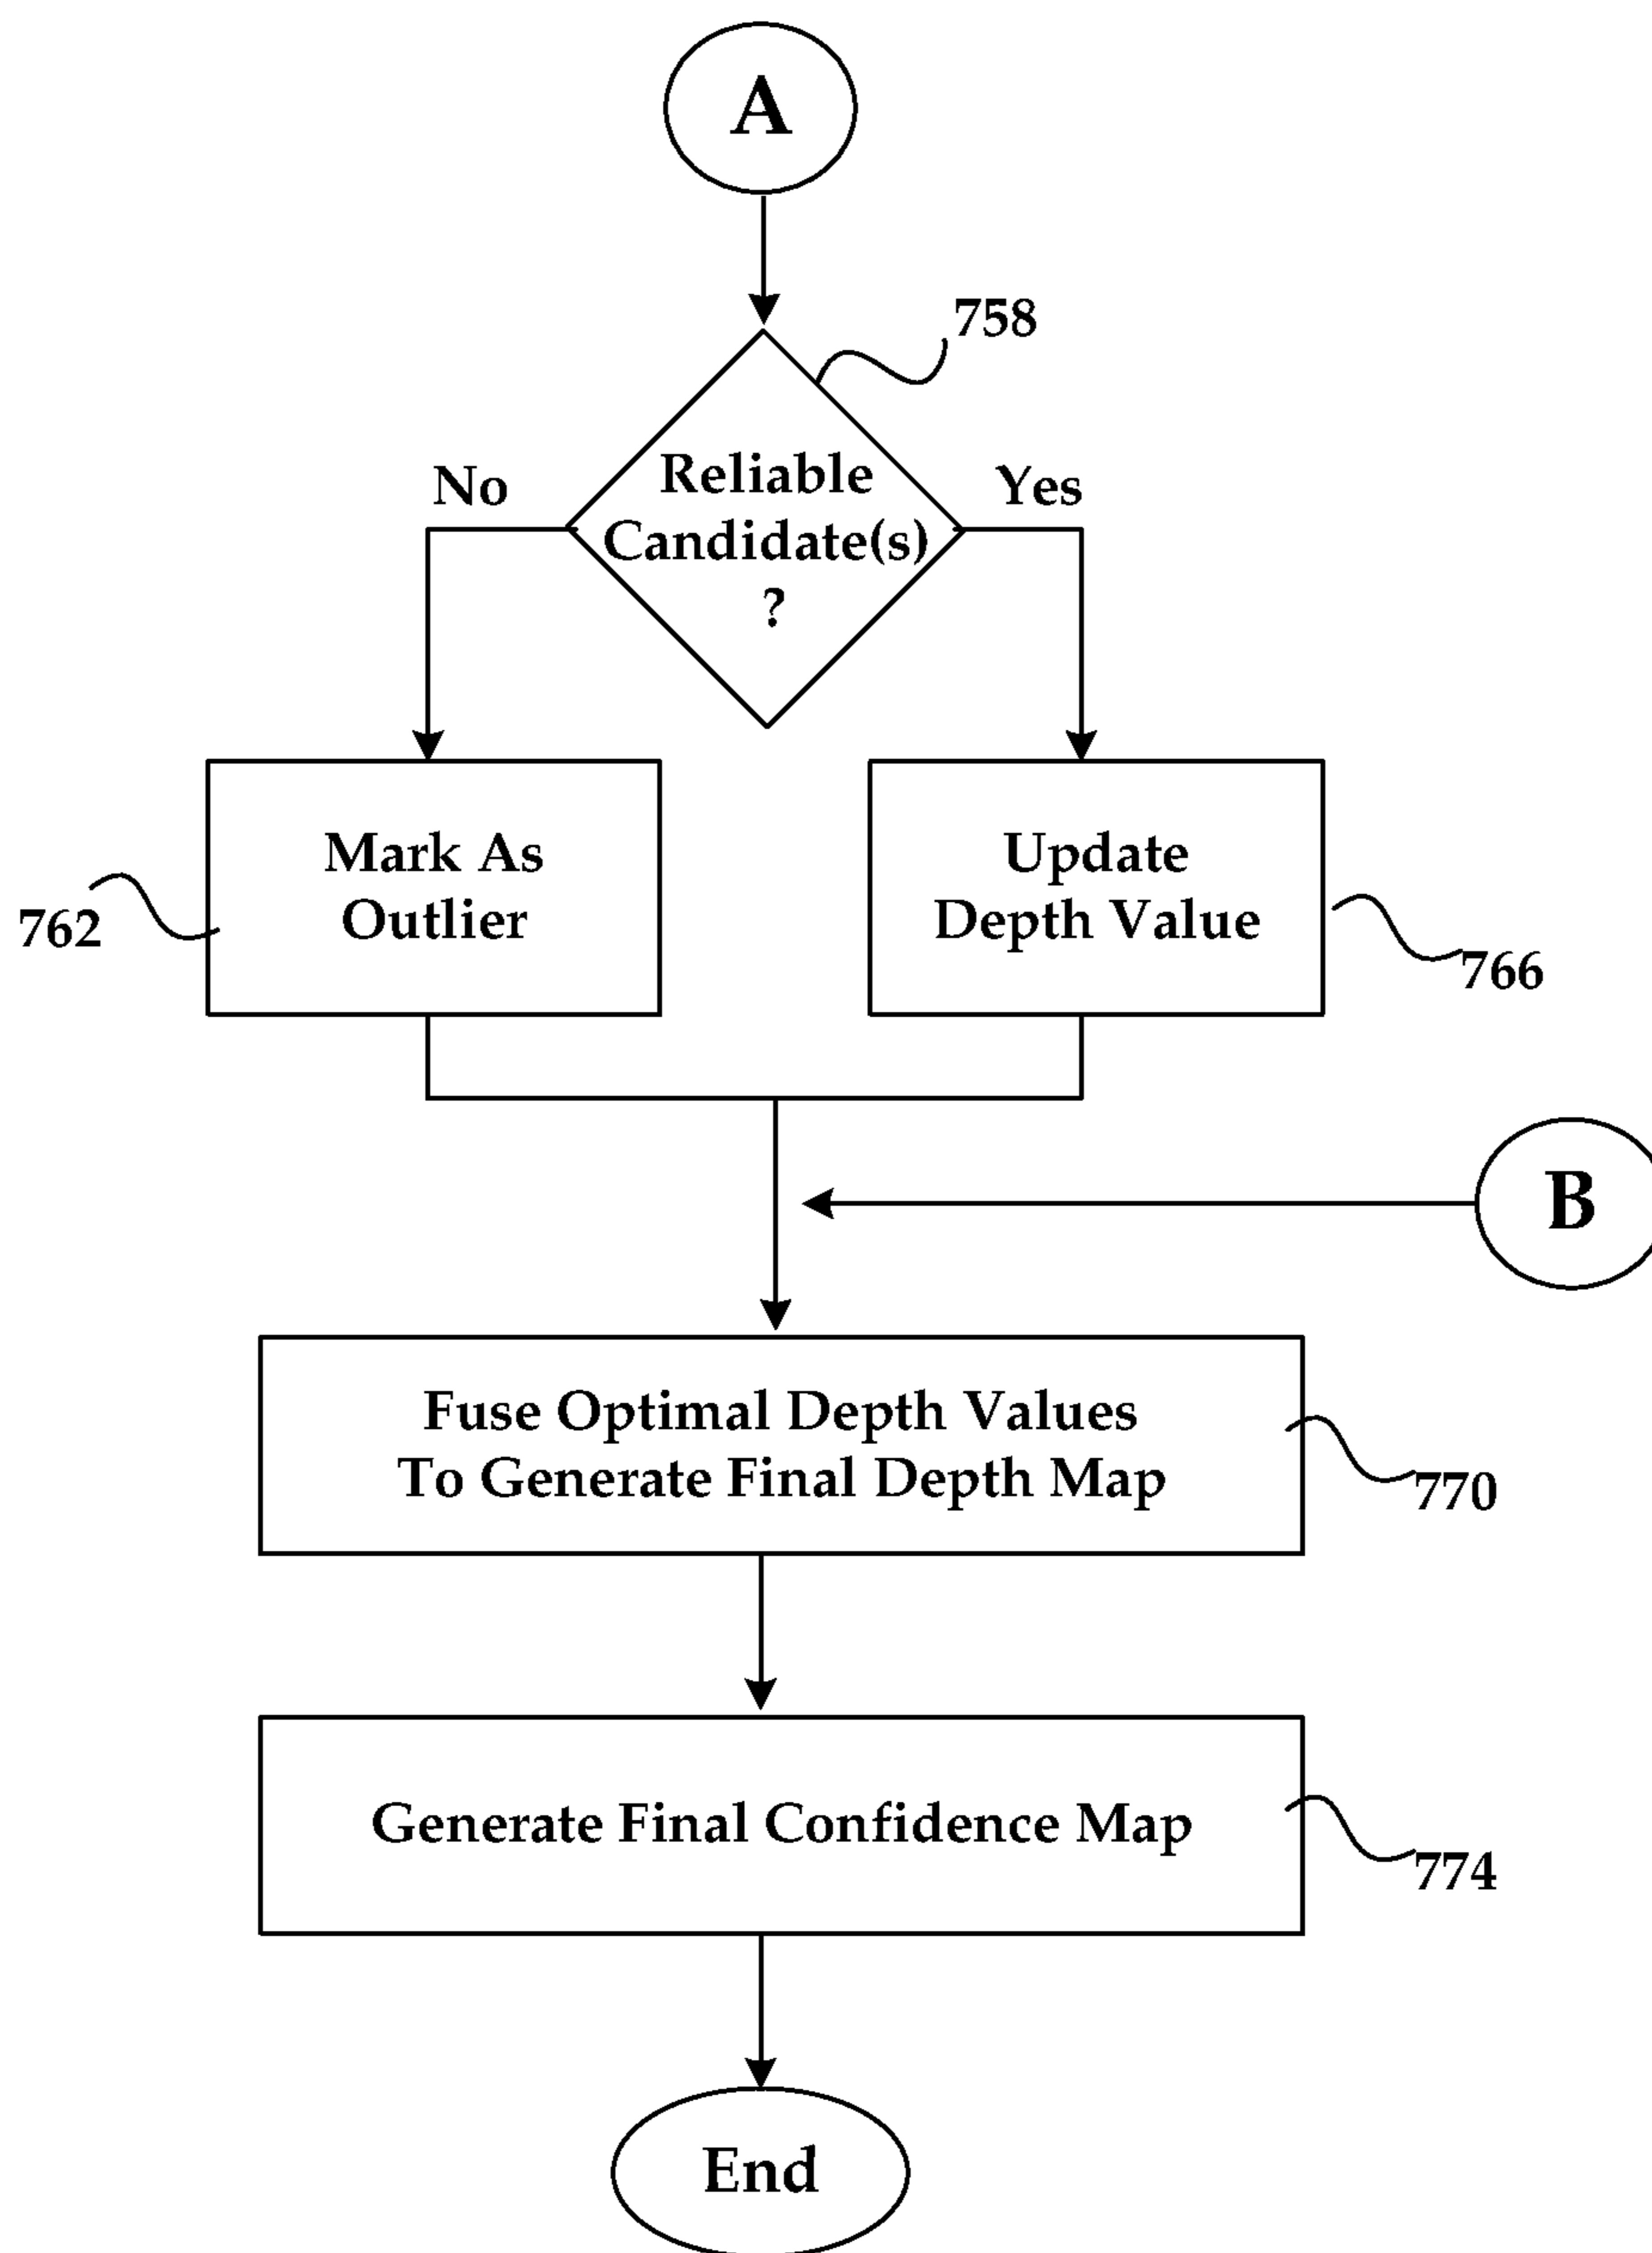 A
758
No
Yes
Reliable
Candidate(s)
?
Mark As
Outlier
762
Update
Depth Value
766
B
Fuse Optimal Depth Values
To Generate Final Depth Map
770
Generate Final Confidence Map
774
End